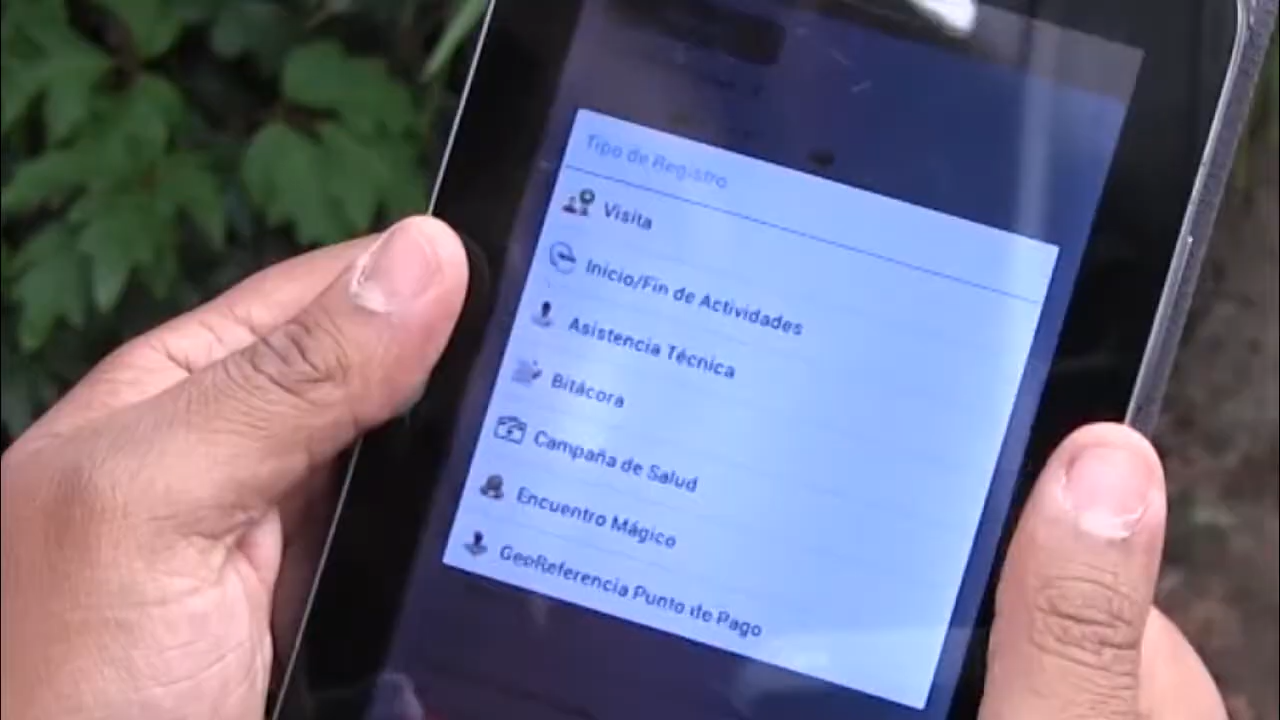 Tipo de Registro
Visita
Inicio/Fin de Actividades
Asistencia Técnica
Bitácora
Campaña de Salud
Encuentro Mágico
GeoReferencia Punto de Pago